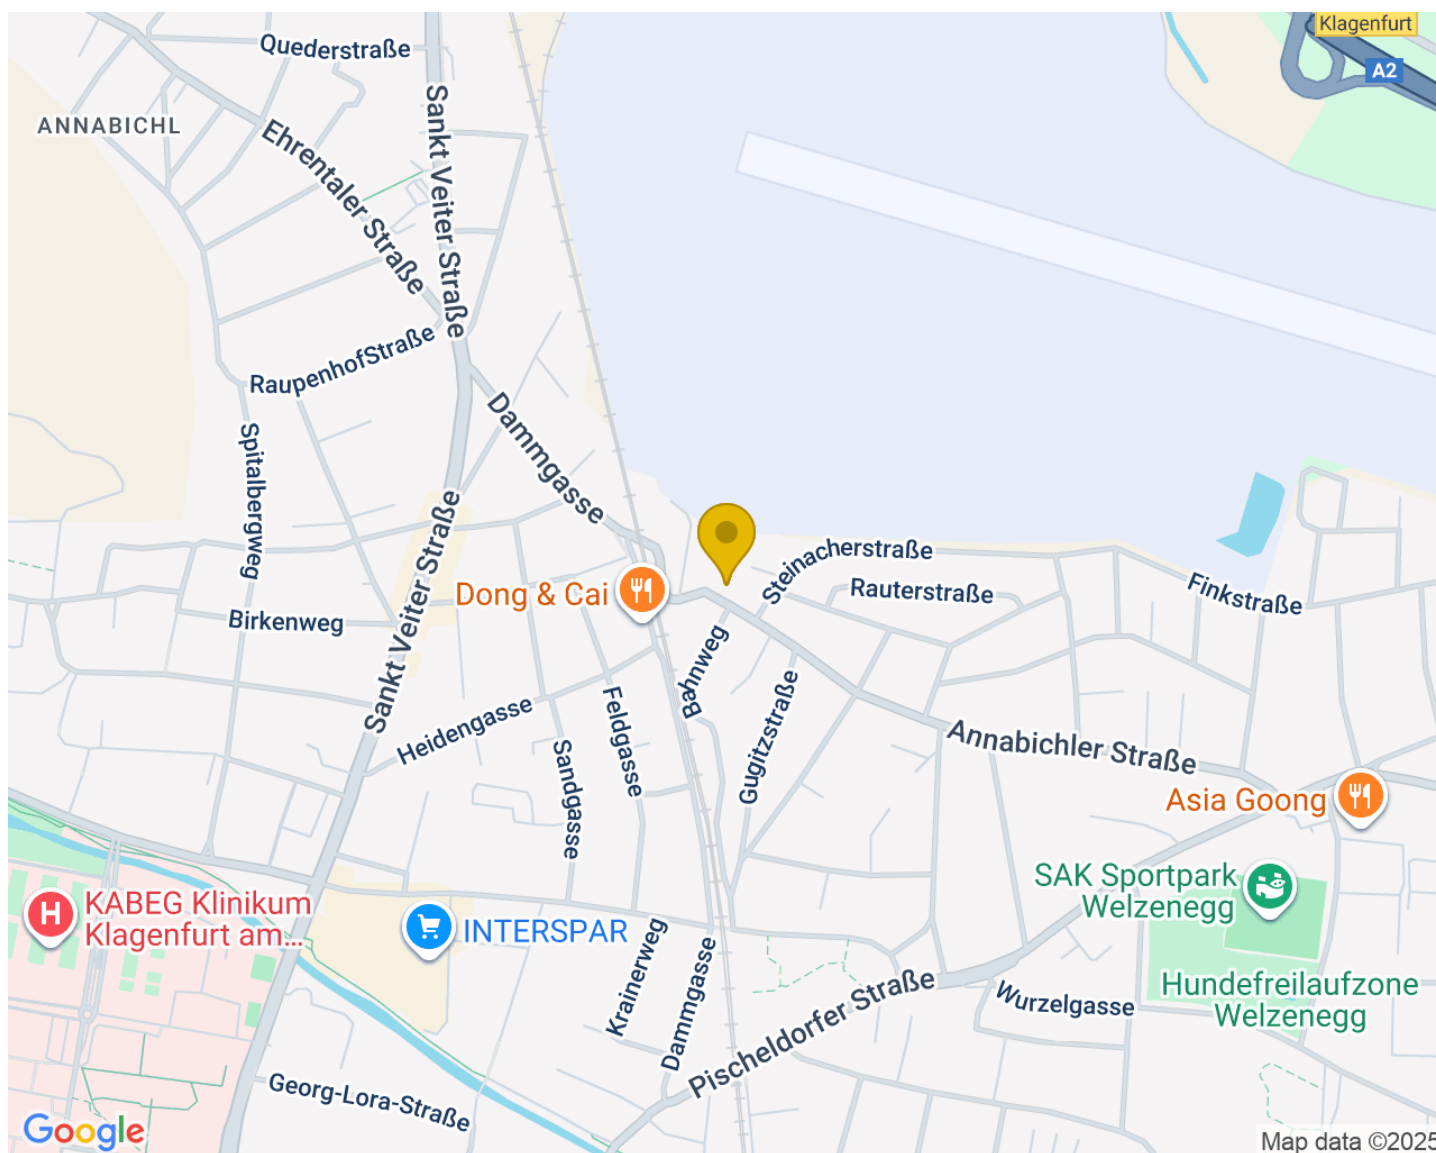 Klagenfurt
A2
Quederstraße
ANNABICHL
Ehrentaler Straße
Sankt Veiter Straße
RaupenhofStraße
Dammgasse
Spitalbergweg
Sankt Veiter Straße
Steinacherstraße
Dong & Cai
Rauterstraße
Finkstraße
Birkenweg
Bahnweg
Heidengasse
Feldgasse
Gugitzstraße
Sandgasse
Annabichler Straße
Asia Goong
SAK Sportpark
Welzenegg
KABEG Klinikum
Klagenfurt am...
INTERSPAR
Krainerweg
Dammgasse
Pischeldorfer Straße
Wurzelgasse
Hundefreilaufzone
Welzenegg
Georg-Lora-Straße
Google
Map data ©2025